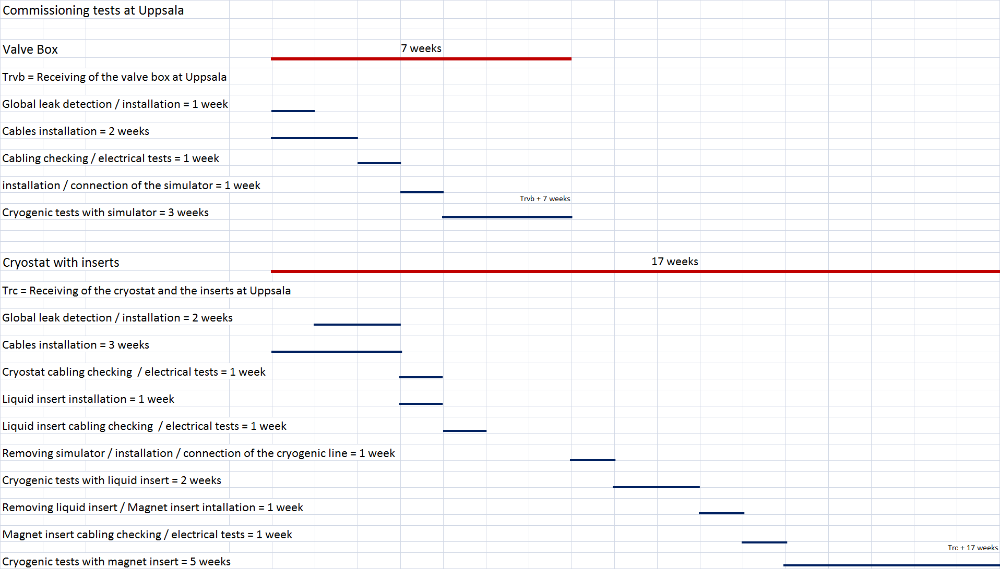 Commissioning tests at Uppsala
Valve Box
7 weeks
Trvb = Receiving of the valve box at Uppsala
Global leak detection / installation = 1 week
Cables installation = 2 weeks
Cabling checking / electrical tests = 1 week
installation / connection of the simulator = 1 week
Trvb + 7 weeks
Cryogenic tests with simulator = 3 weeks
Cryostat with inserts
17 weeks
Trc = Receiving of the cryostat and the inserts at Uppsala
Global leak detection / installation = 2 weeks
Cables installation = 3 weeks
Cryostat cabling checking  / electrical tests = 1 week
Liquid insert installation = 1 week
Liquid insert cabling checking  / electrical tests = 1 week
Removing simulator / installation / connection of the cryogenic line = 1 week
Cryogenic tests with liquid insert = 2 weeks
Removing liquid insert / Magnet insert intallation = 1 week
Magnet insert cabling checking / electrical tests = 1 week
Trc + 17 weeks
Cryogenic tests with magnet insert = 5 weeks